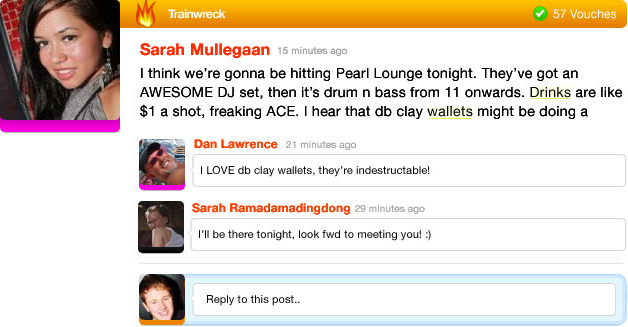 Trainwreck
57 Vouches
Sarah Mullegaan 15 minutes ago
I think we're gonna be hitting Pearl Lounge tonight. They've got an
AWESOME DJ set, then it's drum n bass from 11 onwards. Drinks are like
$1 a shot, freaking ACE. I hear that db clay wallets might be doing a
Dan Lawrence 21 minutes ago
I LOVE db clay wallets, they're indestructable!
Sarah Ramadamadingdong 29 minutes ago
I'll be there tonight, look fwd to meeting you! :)
Reply to this post..